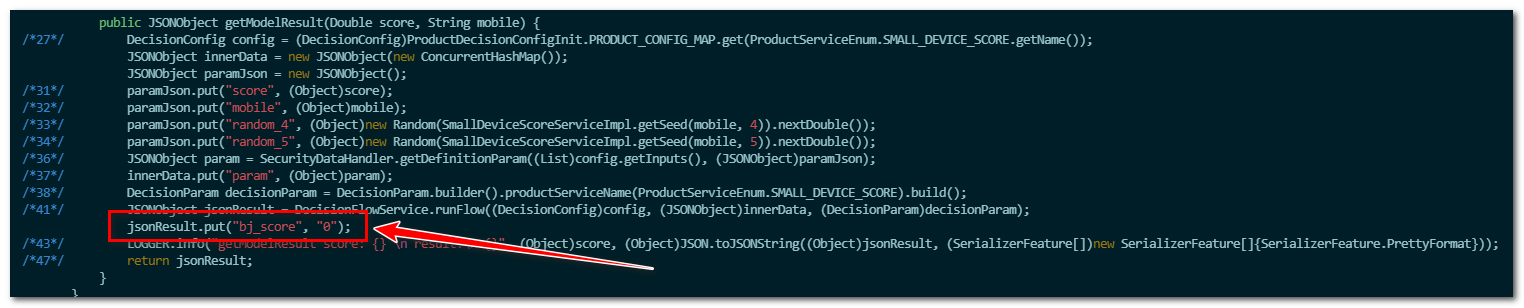 public JSONObject getModelResult(Double score, String mobile) {
/*27*/ DecisionConfig config = (DecisionConfig)ProductDecisionConfigInit.PRODUCT_CONFIG_MAP.get(ProductServiceEnum.SMALL_DEVICE_SCORE.getName());
JSONObject innerData = new JSONObject(new ConcurrentHashMap());
JSONObject paramJson = new JSONObject();
/*31*/ paramJson.put("score", (Object)score);
/*32*/ paramJson.put("mobile", (Object)mobile);
/*33*/ paramJson.put("random_4", (Object)new Random(SmallDeviceScoreServiceImpl.getSeed(mobile, 4)).nextDouble());
/*34*/ paramJson.put("random_5", (Object)new Random(SmallDeviceScoreServiceImpl.getSeed(mobile, 5)).nextDouble());
/*36*/ JSONObject param = SecurityDataHandler.getDefinitionParam((List)config.getInputs(), (JSONObject)paramJson);
/*37*/ innerData.put("param", (Object)param);
/*38*/ DecisionParam decisionParam = DecisionParam.builder().productServiceName(ProductServiceEnum.SMALL_DEVICE_SCORE).build();
/*41*/ JSONObject jsonResult = DecisionFlowService.runFlow((DecisionConfig)config, (JSONObject)innerData, (DecisionParam)decisionParam);
jsonResult.put("bj_score", "0");
/*43*/ LOGGER.info("getModelResult score: {} \n result: {}", (Object)score, (Object)JSON.toJSONString((Object)jsonResult, (SerializerFeature[])new SerializerFeature[]{SerializerFeature.PrettyFormat}));
/*47*/ return jsonResult;
}
}